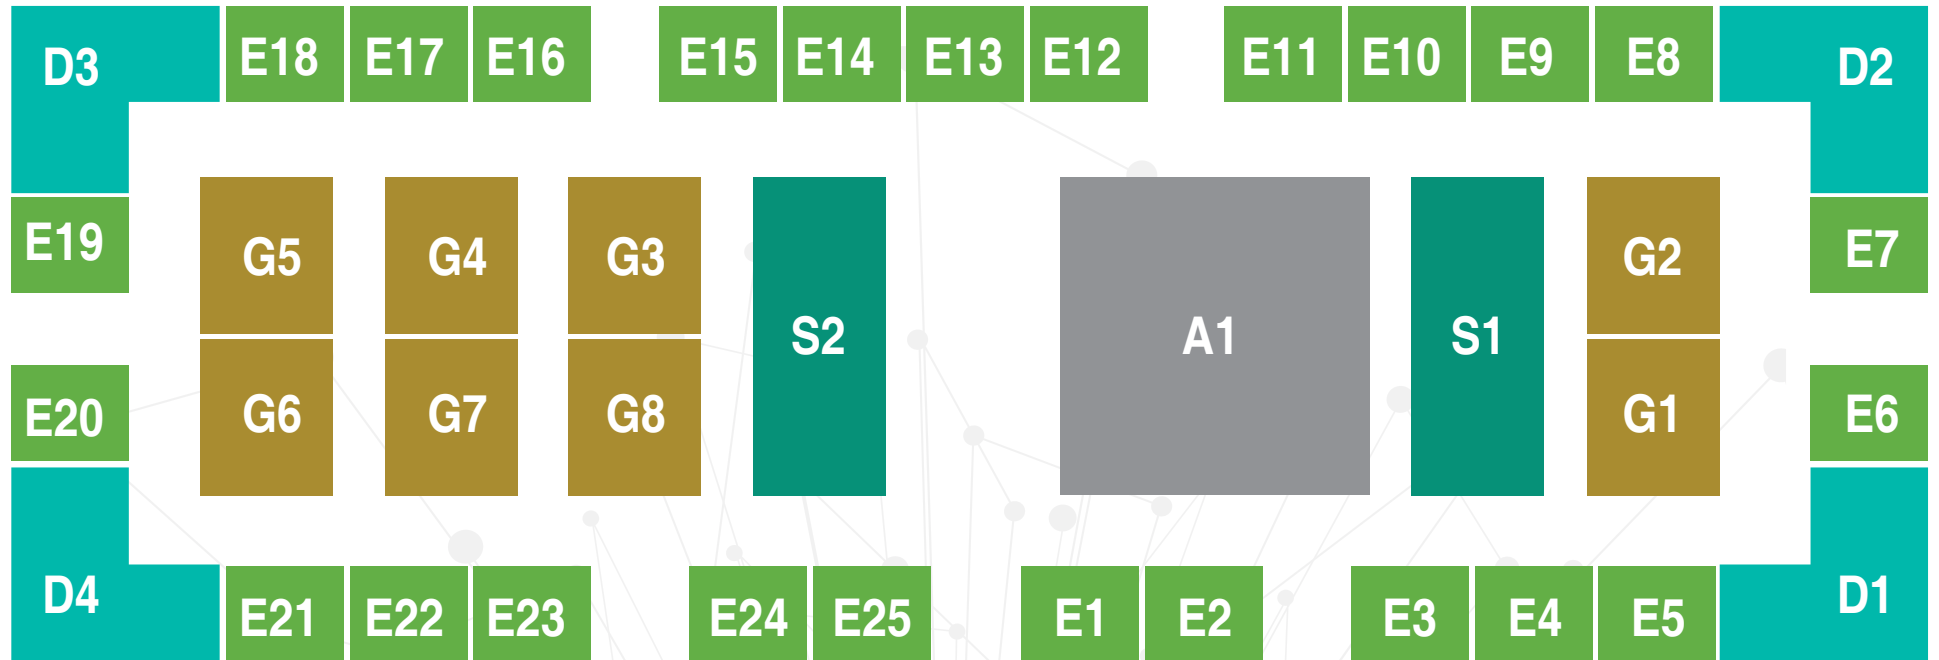 D3 E18 E17 E16 E15 E14 E13 E12 E11 E10 E9 E8 D2
E19 G5 G4 G3 G2 E7
S2 A1 S1
E20 G6 G7 G8 G1 E6
D4 E21 E22 E23 E24 E25 E1 E2 E3 E4 E5 D1